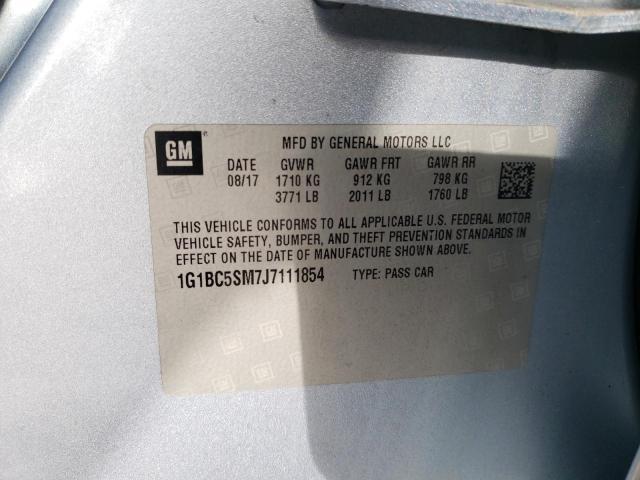 GM
MFD BY GENERAL MOTORS LLC
DATE GVWR GAWR FRT GAWR RR
08/17 1710 KG 912 KG 798 KG
3771 LB 2011 LB 1760 LB
THIS VEHICLE CONFORMS TO ALL APPLICABLE U.S. FEDERAL MOTOR
VEHICLE SAFETY, BUMPER, AND THEFT PREVENTION STANDARDS IN
EFFECT ON THE DATE OF MANUFACTURE SHOWN ABOVE.
1G1BC5SM7J7111854 TYPE: PASS CAR